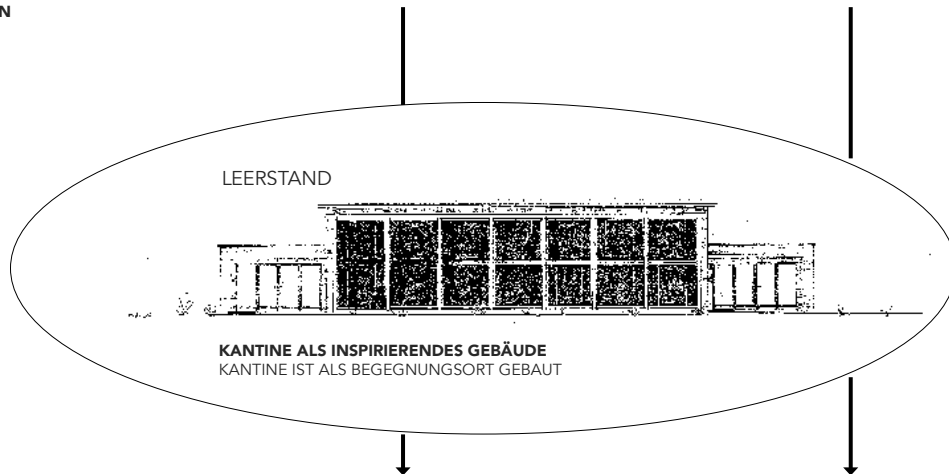 LEERSTAND
KANTINE ALS INSPIRIERENDES GEBÄUDE
KANTINE IST ALS BEGEGNUNGSORT GEBAUT